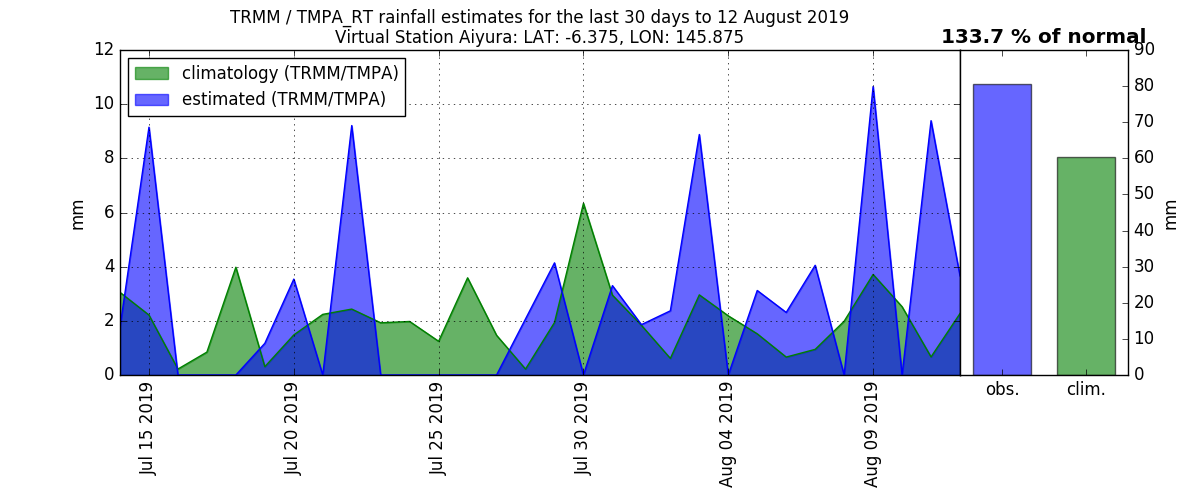 TRMM / TMPA_RT rainfall estimates for the last 30 days to 12 August 2019
Virtual Station Aiyura: LAT: -6.375, LON: 145.875
133.7 % of normal
climatology (TRMM/TMPA)
estimated (TRMM/TMPA)
12
10
8
6
4
2
0
mm
Jul 15 2019
Jul 20 2019
Jul 25 2019
Jul 30 2019
Aug 04 2019
Aug 09 2019
90
80
70
60
50
40
30
20
10
0
mm
obs.
clim.